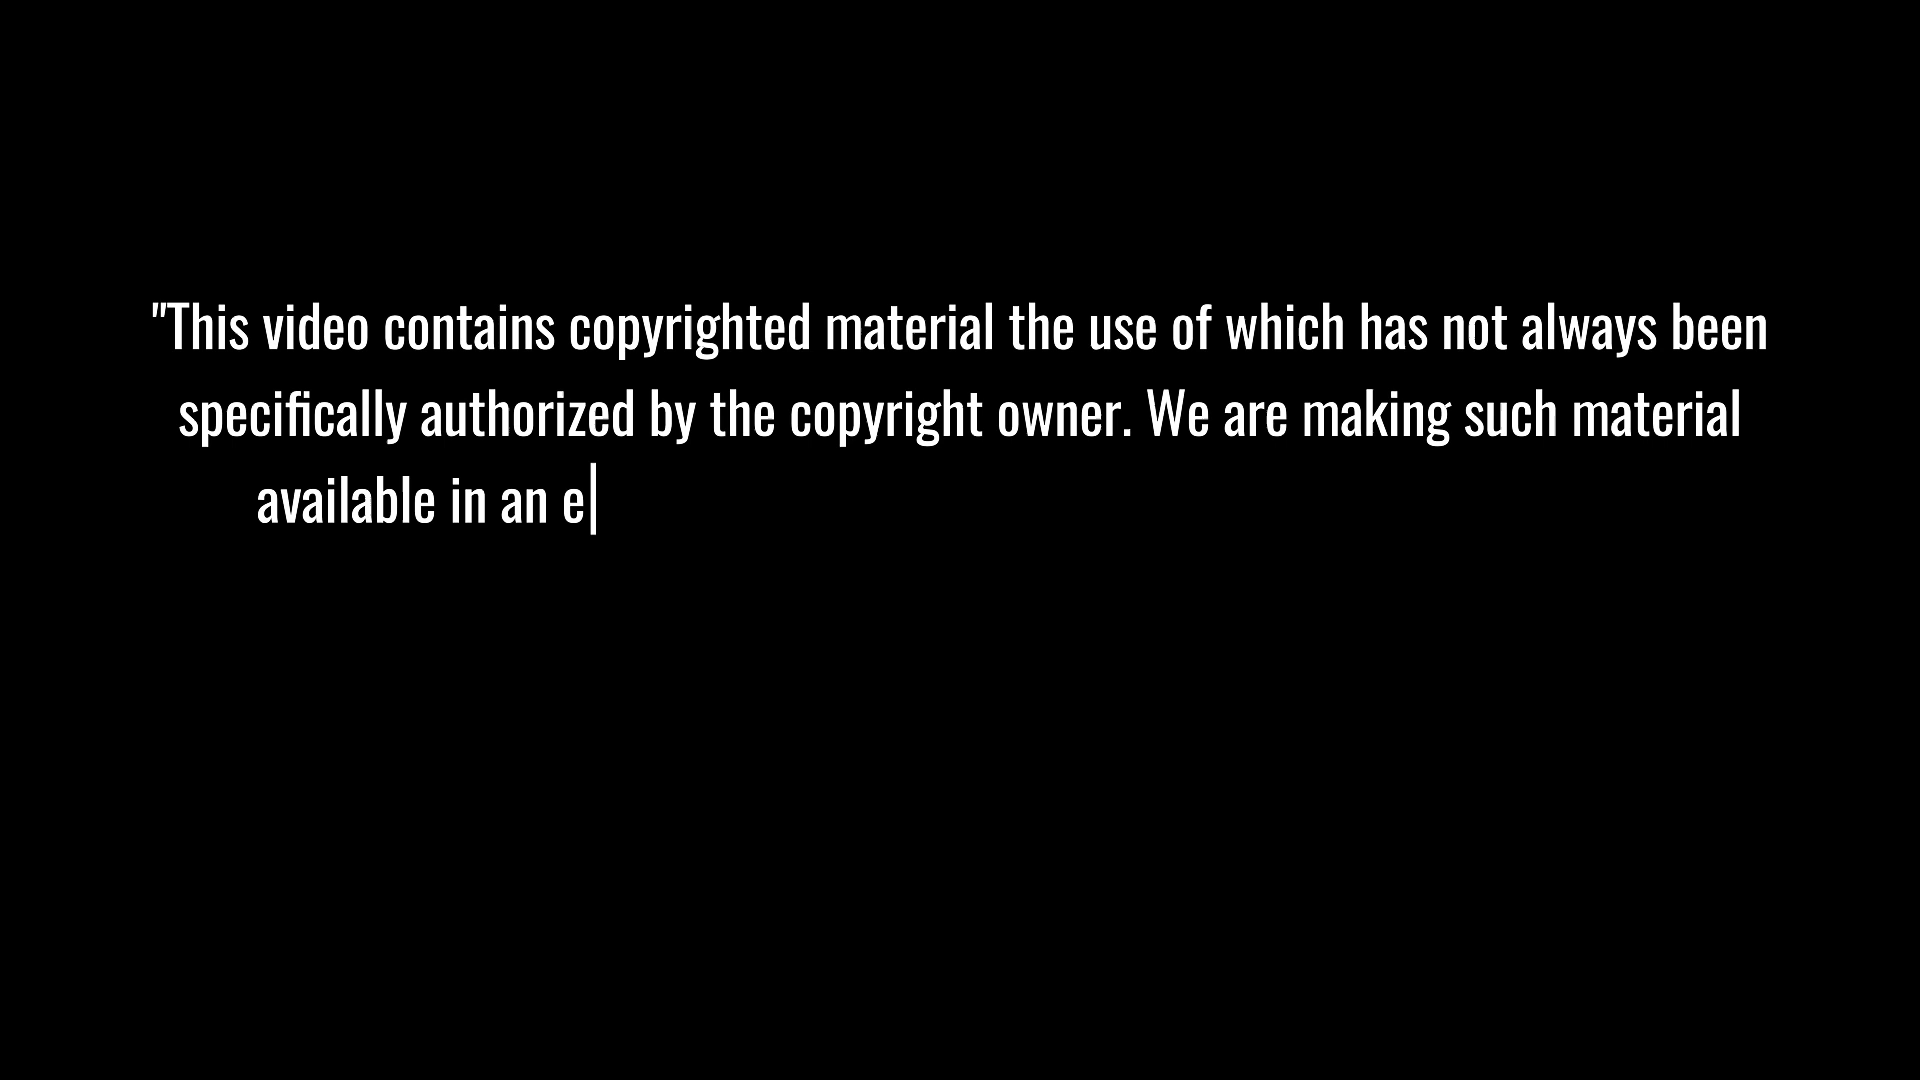 "This video contains copyrighted material the use of which has not always been
specifically authorized by the copyright owner. We are making such material
available in an e